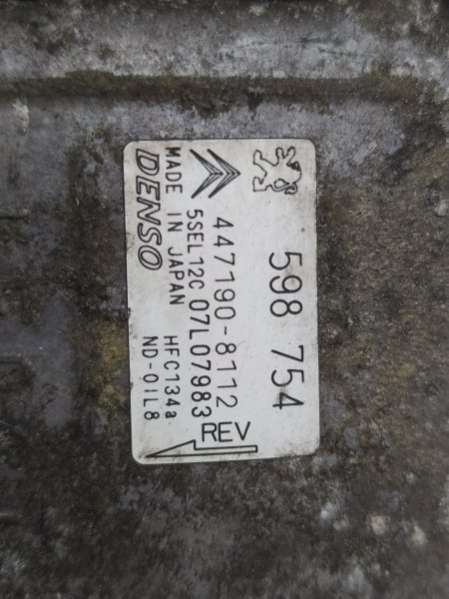 598 754
447190-8112
5SEL12C 07L07983
MADE IN JAPAN HFC134a
DENSO ND-OIL8
REV